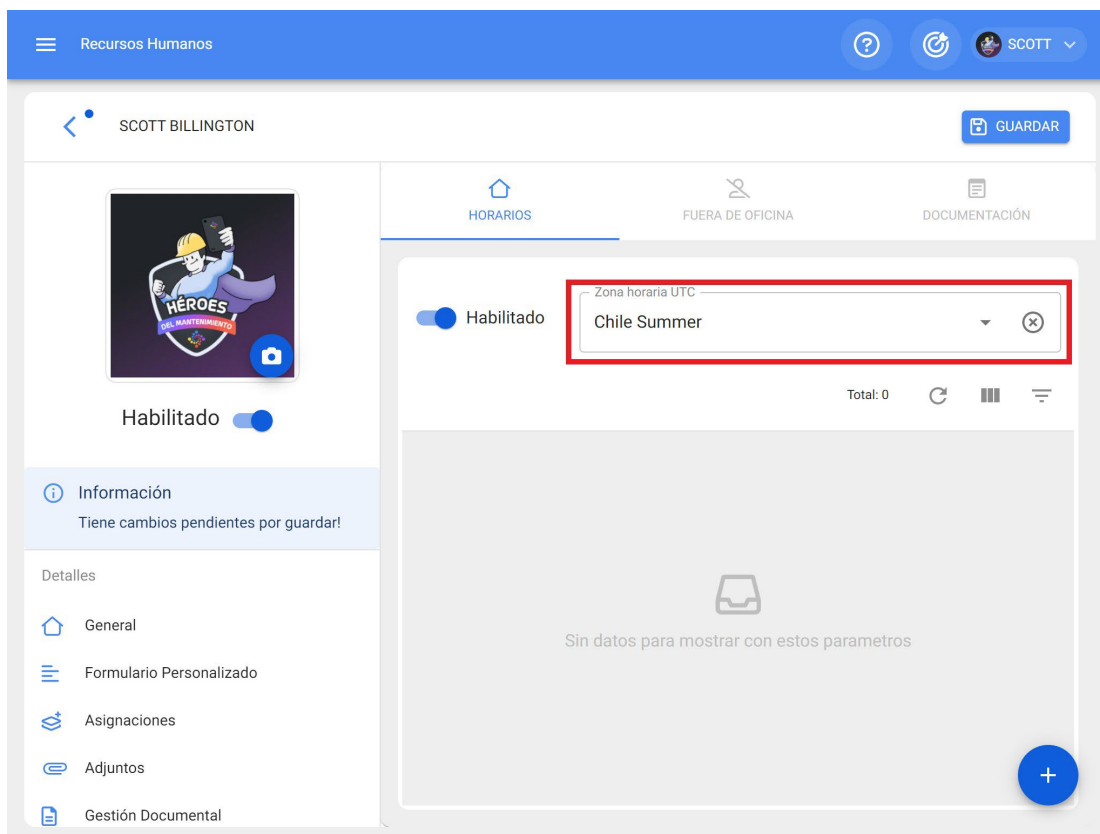 Recursos Humanos
SCOTT
SCOTT BILLINGTON
GUARDAR
HÉROES
DEL MANTENIMIENTO
Habilitado
Información
Tiene cambios pendientes por guardar!
Detalles
General
Formulario Personalizado
Asignaciones
Adjuntos
Gestión Documental
HORARIOS
FUERA DE OFICINA
DOCUMENTACIÓN
Habilitado
Zona horaria UTC
Chile Summer
Total: 0
Sin datos para mostrar con estos parametros